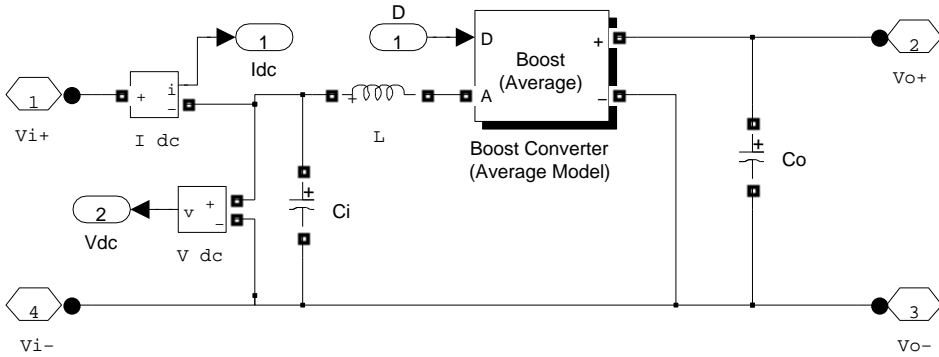 D
1
Idc
1
D
+
Boost
(Average)
A
−
2
Vo+
1
Vi+
+
i
−
I dc
+
L
Boost Converter
(Average Model)
+
Co
2
Vdc
v
+
−
V dc
+
Ci
4
Vi−
3
Vo−